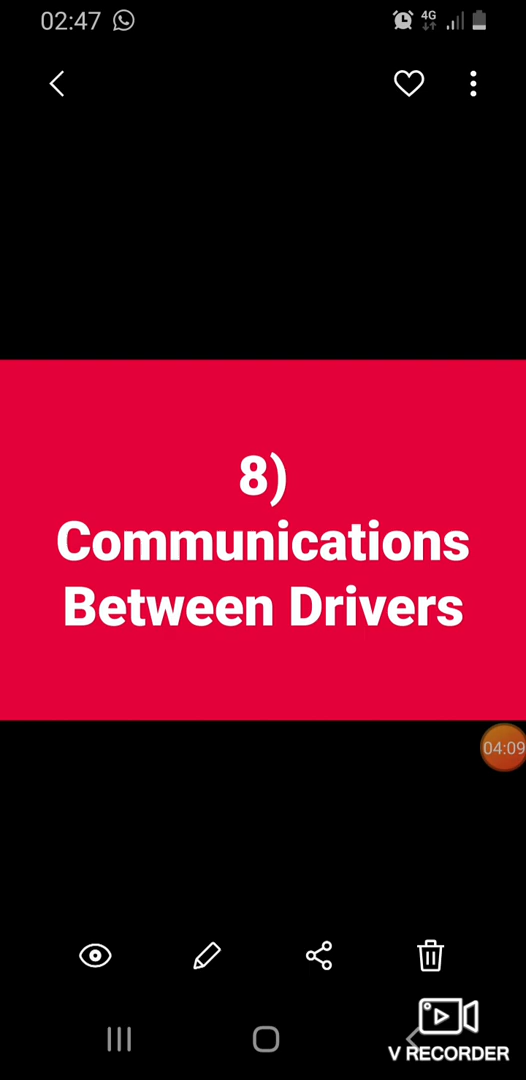 02:47
4G
8)
Communications
Between Drivers
04:09
V RECORDER